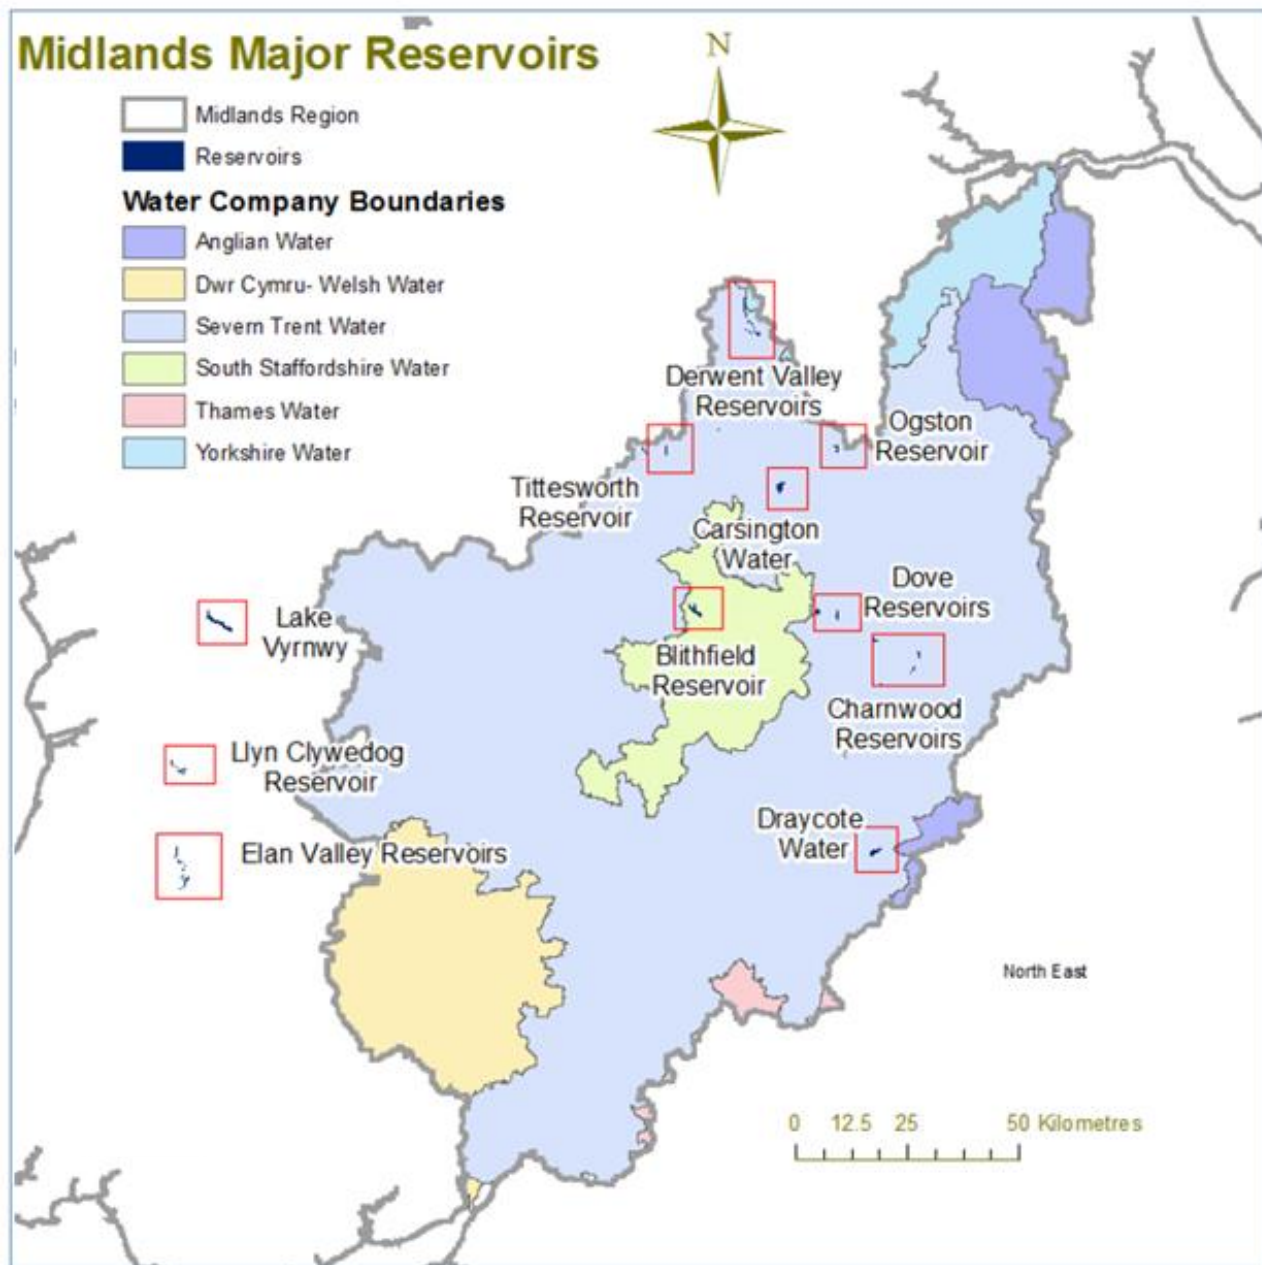 Midlands Major Reservoirs
N
Midlands Region
Reservoirs
Water Company Boundaries
Anglian Water
Dwr Cymru- Welsh Water
Severn Trent Water
South Staffordshire Water
Thames Water
Yorkshire Water
Derwent Valley
Reservoirs
Ogston
Reservoir
Tittesworth
Reservoir
Carsington
Water
Dove
Reservoirs
Lake
Vyrnwy
Blithfield
Reservoir
Charnwood
Reservoirs
Llyn Clywedog
Reservoir
Draycote
Water
Elan Valley Reservoirs
North East
0 12.5 25 50 Kilometres